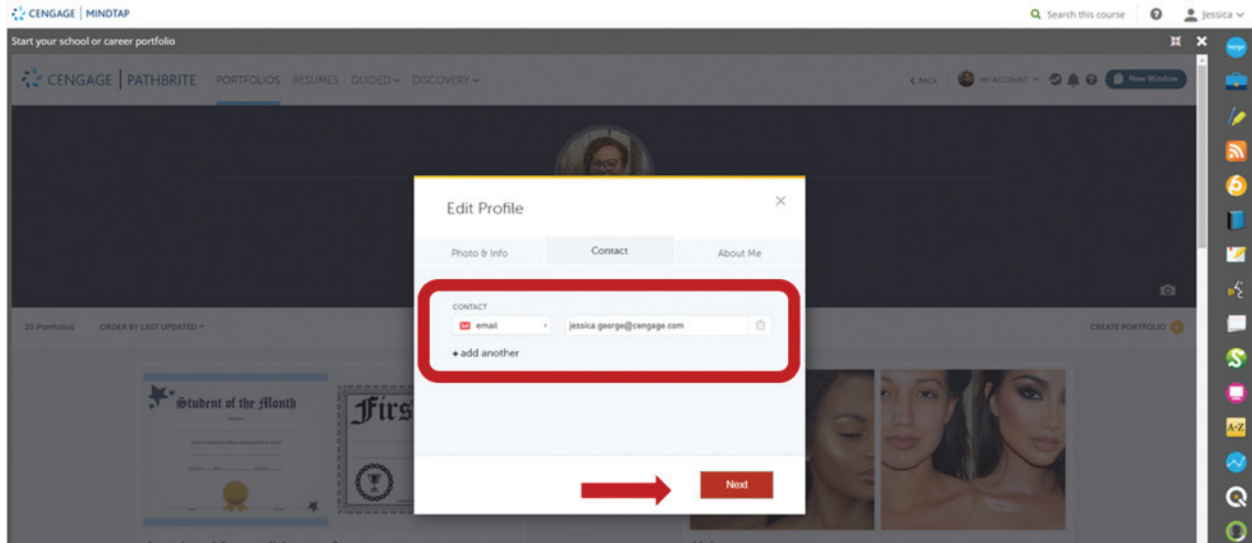 CENGAGE | MINDTAP
Search this course
Jessica
Start your school or career portfolio
CENGAGE | PATHBRITE PORTFOLIOS RESUMES GUIDED DISCOVERY
BACK MY ACCOUNT New Window
Edit Profile
Photo & Info Contact About Me
CONTACT
email jessica.george@cengage.com
+ add another
10 Portfolios ORDER BY LAST UPDATED
CREATE PORTFOLIO +
Student of the Month
Firs
Next
A-Z